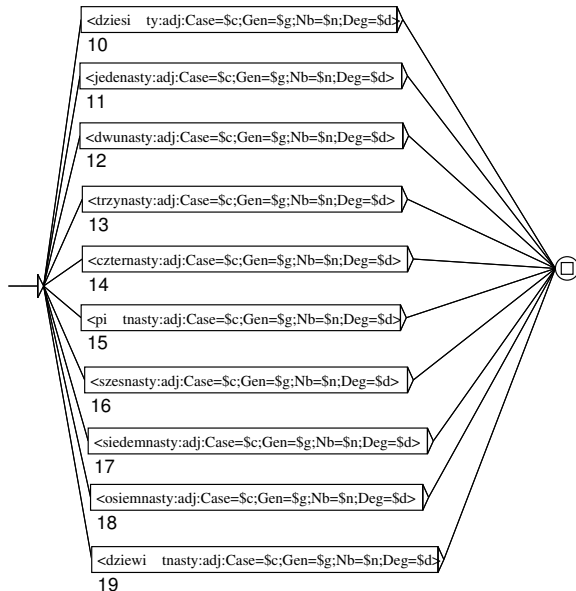 <dziesi ty:adj:Case=$c;Gen=$g;Nb=$n;Deg=$d>
10
<jedenasty:adj:Case=$c;Gen=$g;Nb=$n;Deg=$d>
11
<dwunasty:adj:Case=$c;Gen=$g;Nb=$n;Deg=$d>
12
<trzynasty:adj:Case=$c;Gen=$g;Nb=$n;Deg=$d>
13
<czternasty:adj:Case=$c;Gen=$g;Nb=$n;Deg=$d>
14
<pi tnasty:adj:Case=$c;Gen=$g;Nb=$n;Deg=$d>
15
<szesnasty:adj:Case=$c;Gen=$g;Nb=$n;Deg=$d>
16
<siedemnasty:adj:Case=$c;Gen=$g;Nb=$n;Deg=$d>
17
<osiemnasty:adj:Case=$c;Gen=$g;Nb=$n;Deg=$d>
18
<dziewi tnasty:adj:Case=$c;Gen=$g;Nb=$n;Deg=$d>
19